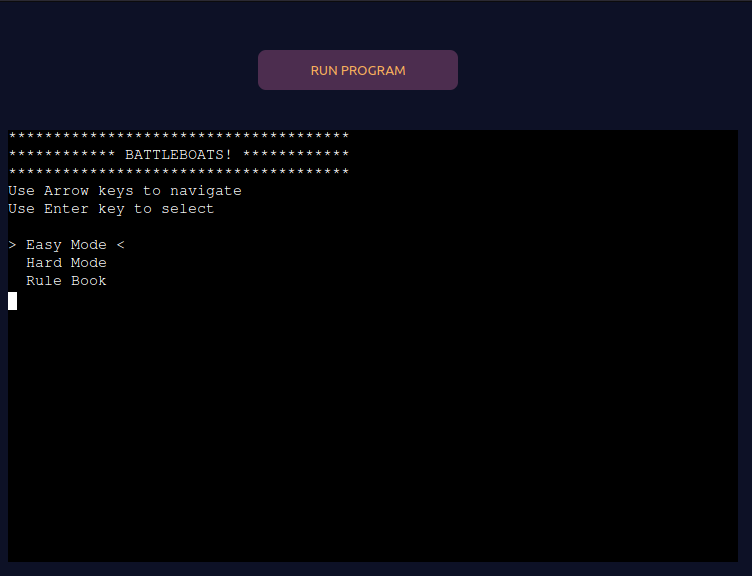 RUN PROGRAM
**************************************
************ BATTLEBOATS! ************
**************************************
Use Arrow keys to navigate
Use Enter key to select
> Easy Mode <
Hard Mode
Rule Book